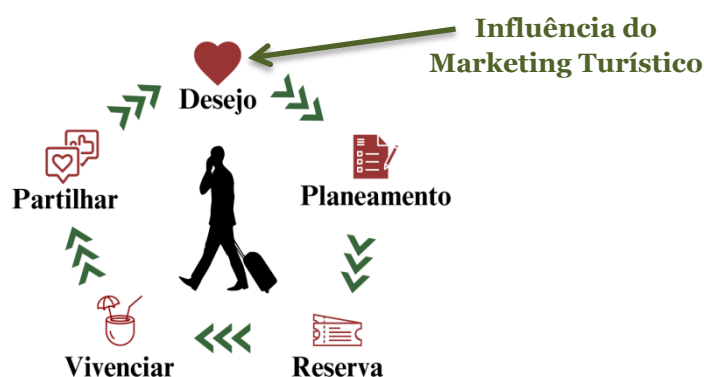 Influência do
Marketing Turístico
Desejo
Planeamento
Reserva
Vivenciar
Partilhar